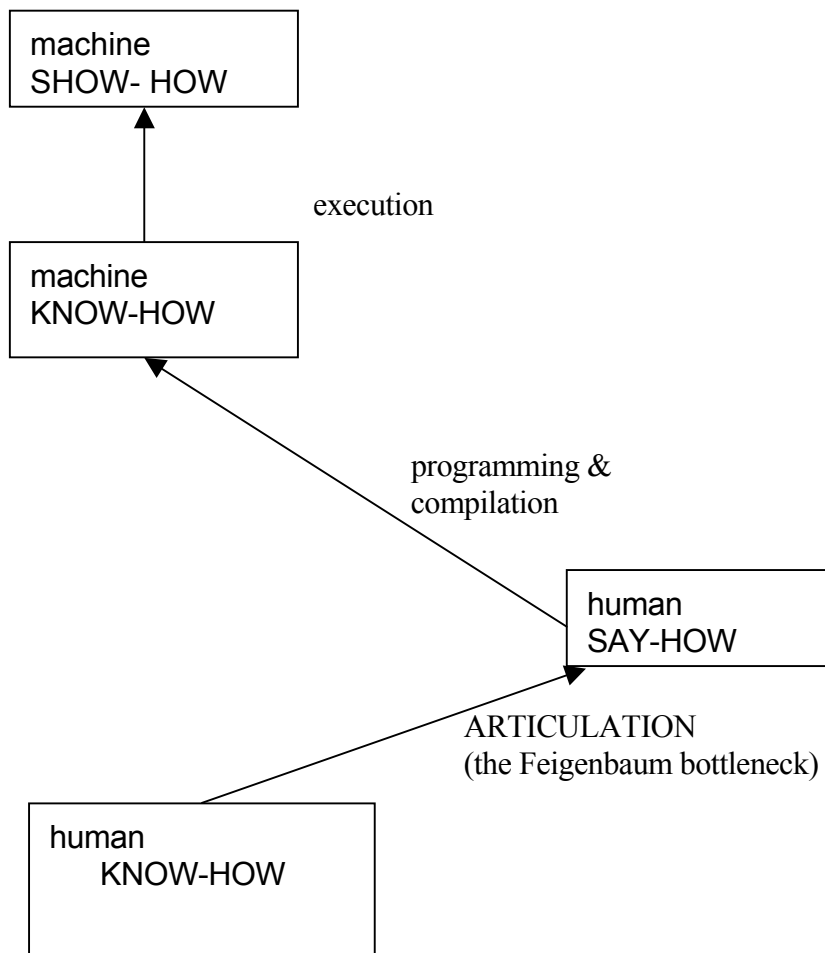 machine
SHOW- HOW
execution
machine
KNOW-HOW
programming &
compilation
human
SAY-HOW
ARTICULATION
(the Feigenbaum bottleneck)
human
KNOW-HOW